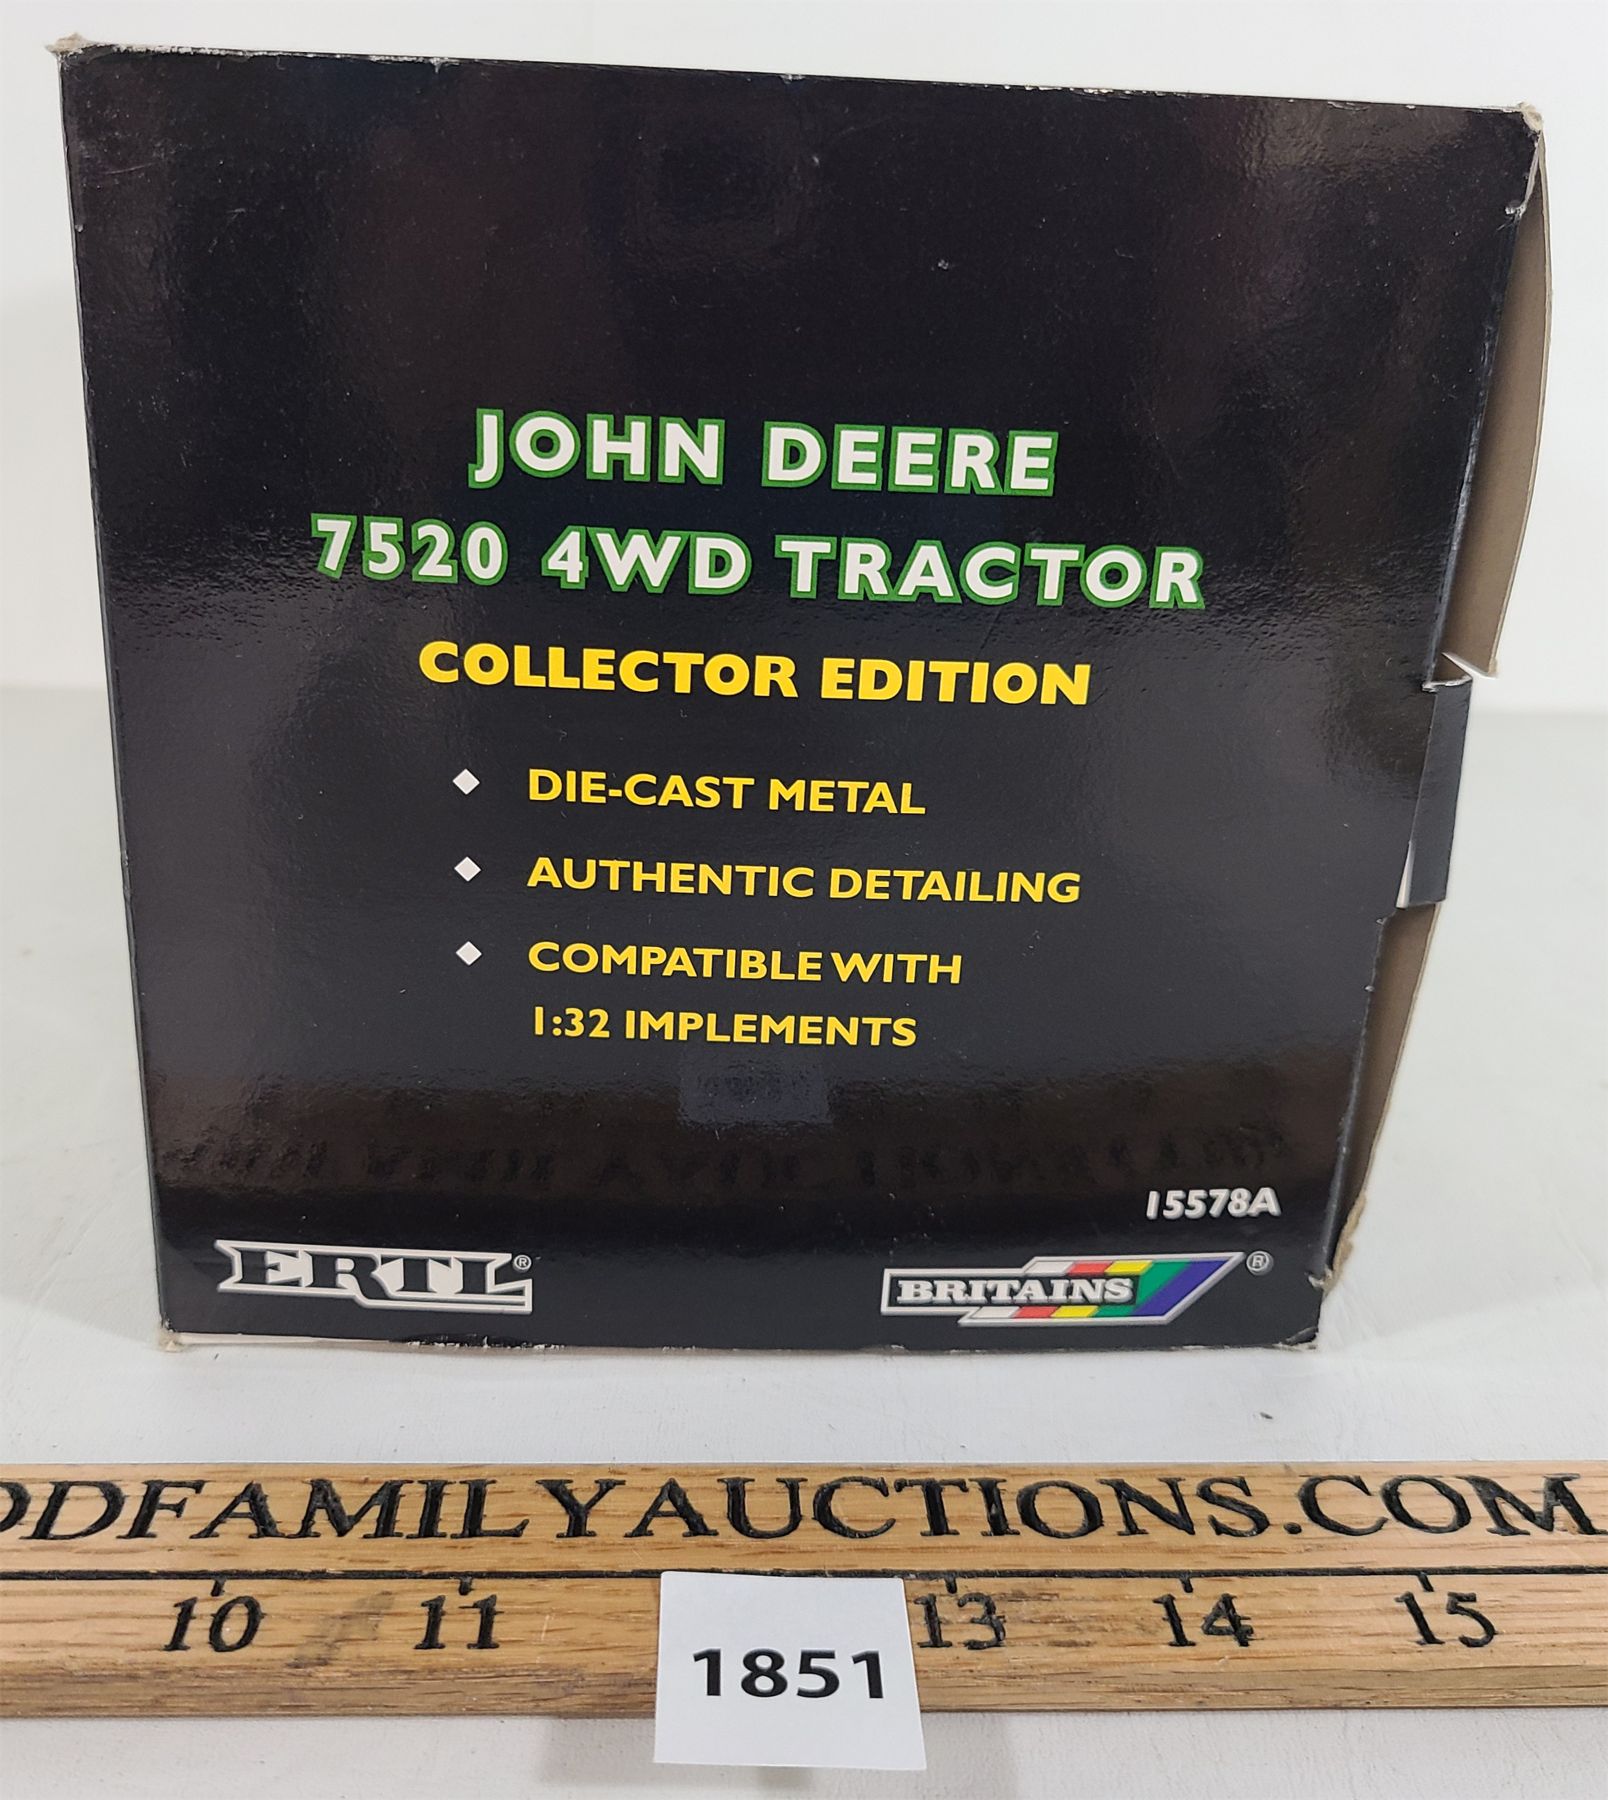 JOHN DEERE
7520 4WD TRACTOR
COLLECTOR EDITION
DIE-CAST METAL
AUTHENTIC DETAILING
COMPATIBLE WITH
1:32 IMPLEMENTS
15578A
ERTL®
BRITAINS®
DFAMILYAUCTIONS.COM
10 11 13 14 15
1851